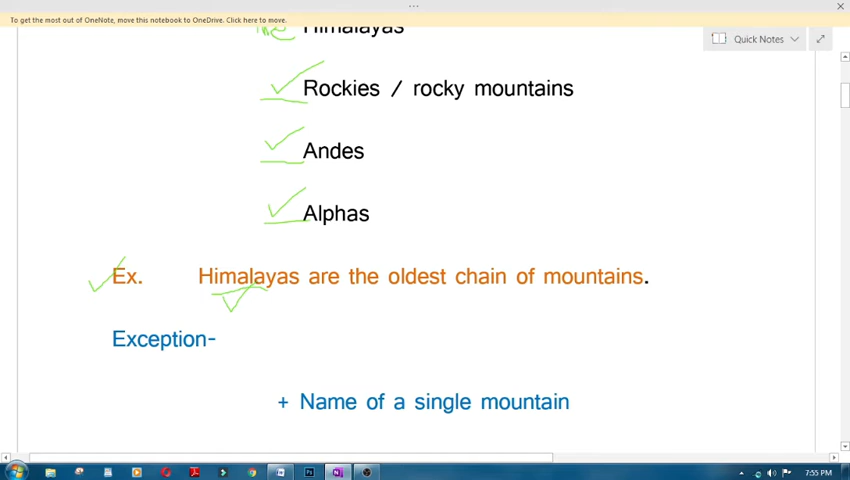 To get the most out of OneNote, move this notebook to OneDrive. Click here to move.
Quick Notes
the Himalayas
Rockies / rocky mountains
Andes
Alphas
Ex. Himalayas are the oldest chain of mountains.
Exception-
+ Name of a single mountain
7:55 PM